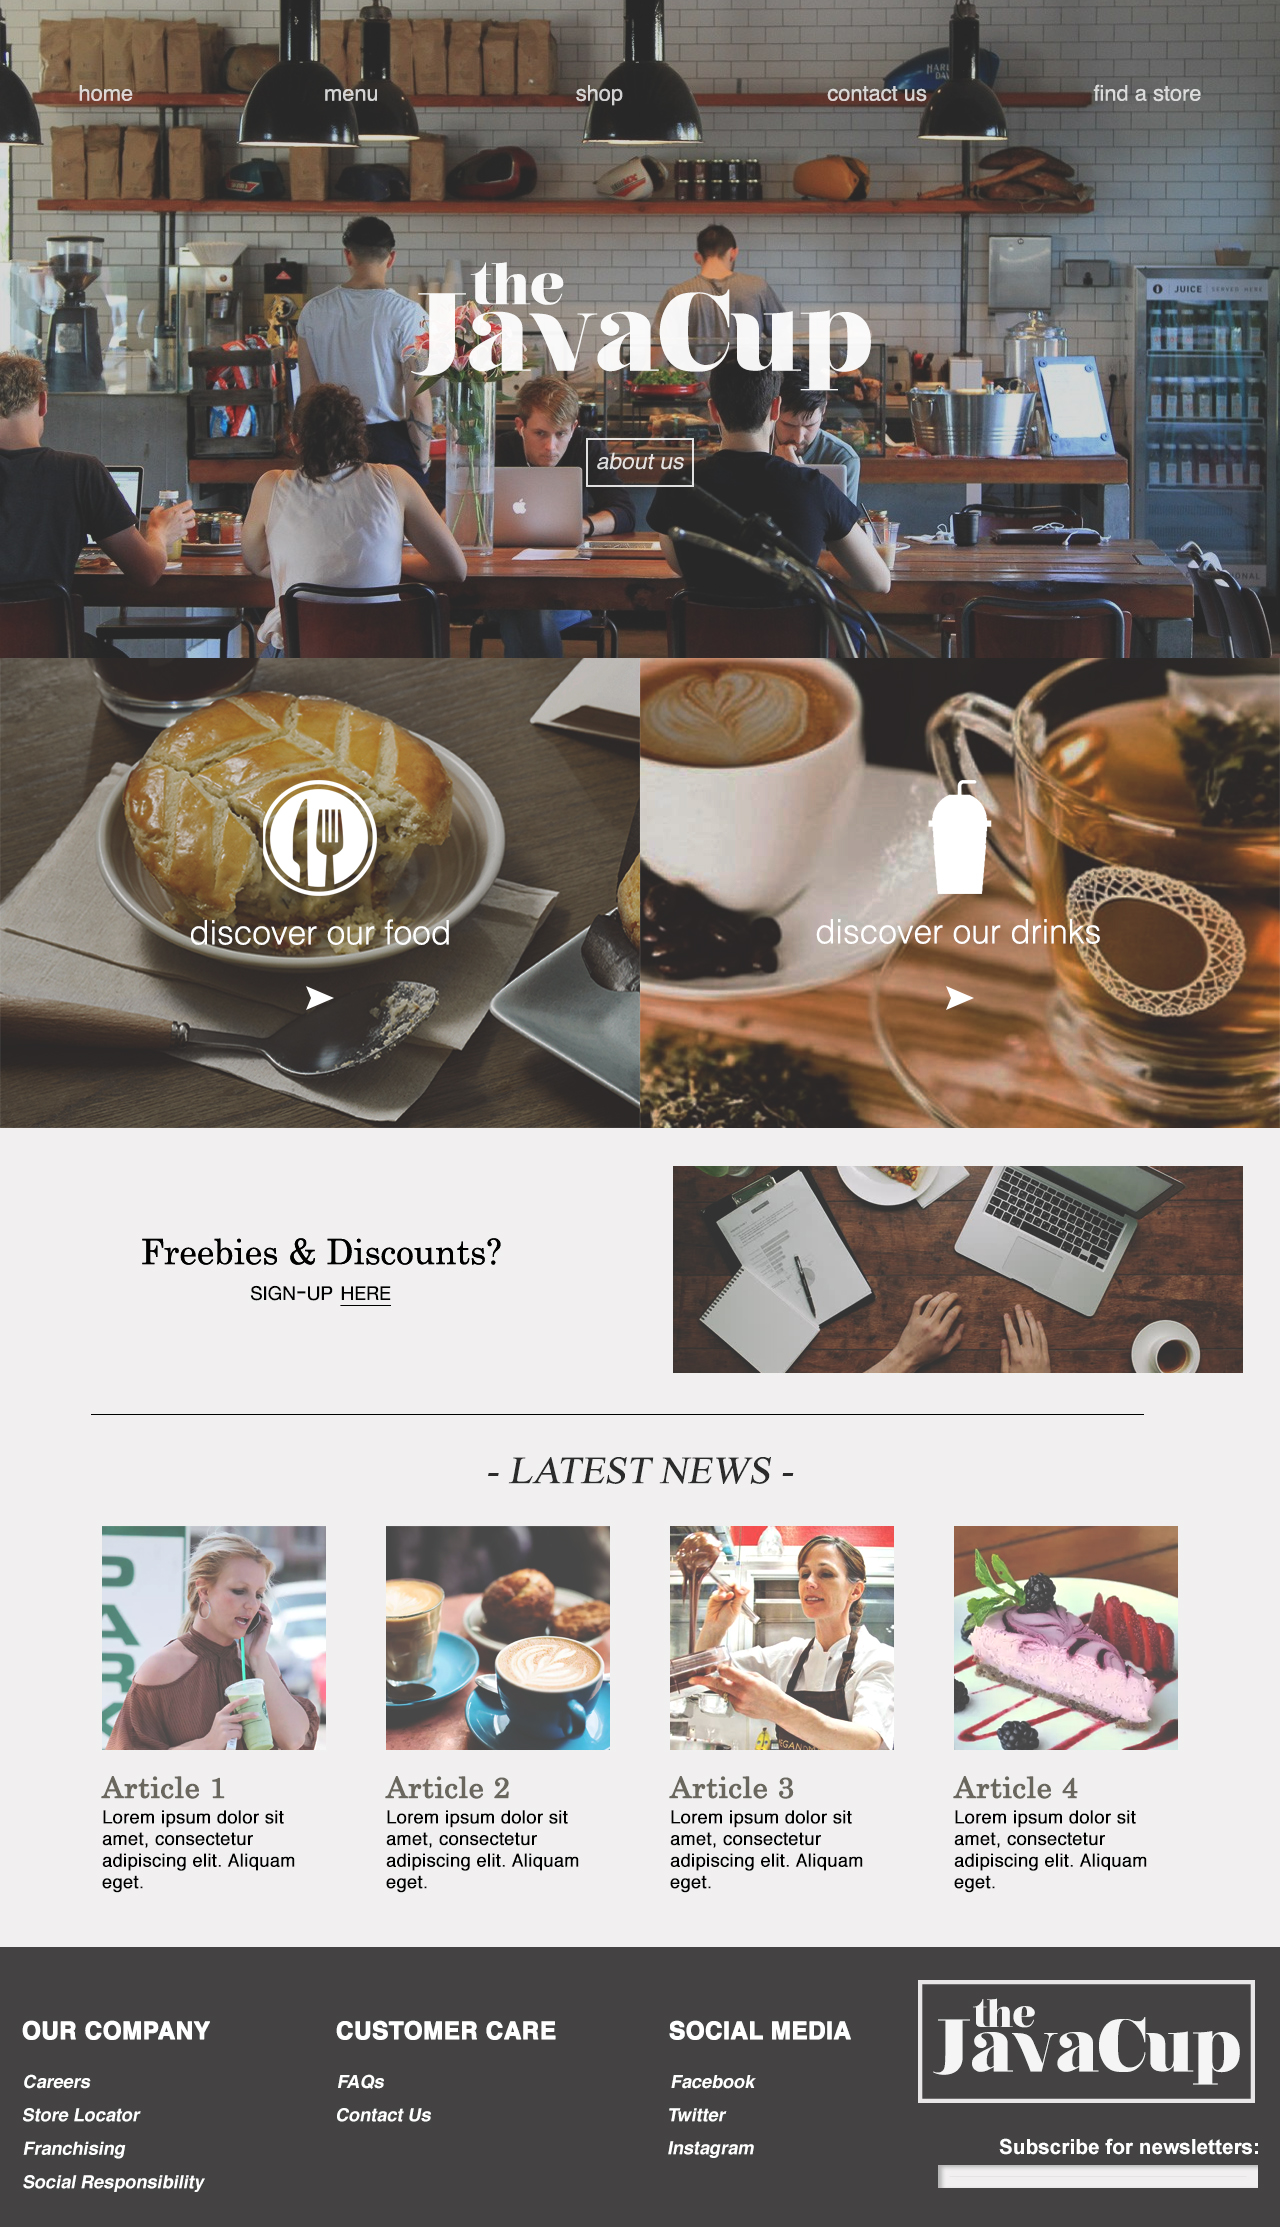 home menu shop contact us find a store
JUICE SERVED HERE
the
JavaCup
about us
discover our food
discover our drinks
Freebies & Discounts?
SIGN-UP HERE
- LATEST NEWS -
PARK
Article 1
Lorem ipsum dolor sit
amet, consectetur
adipiscing elit. Aliquam
eget.
Article 2
Lorem ipsum dolor sit
amet, consectetur
adipiscing elit. Aliquam
eget.
Article 3
Lorem ipsum dolor sit
amet, consectetur
adipiscing elit. Aliquam
eget.
Article 4
Lorem ipsum dolor sit
amet, consectetur
adipiscing elit. Aliquam
eget.
OUR COMPANY
Careers
Store Locator
Franchising
Social Responsibility
CUSTOMER CARE
FAQs
Contact Us
SOCIAL MEDIA
Facebook
Twitter
Instagram
the
JavaCup
Subscribe for newsletters: